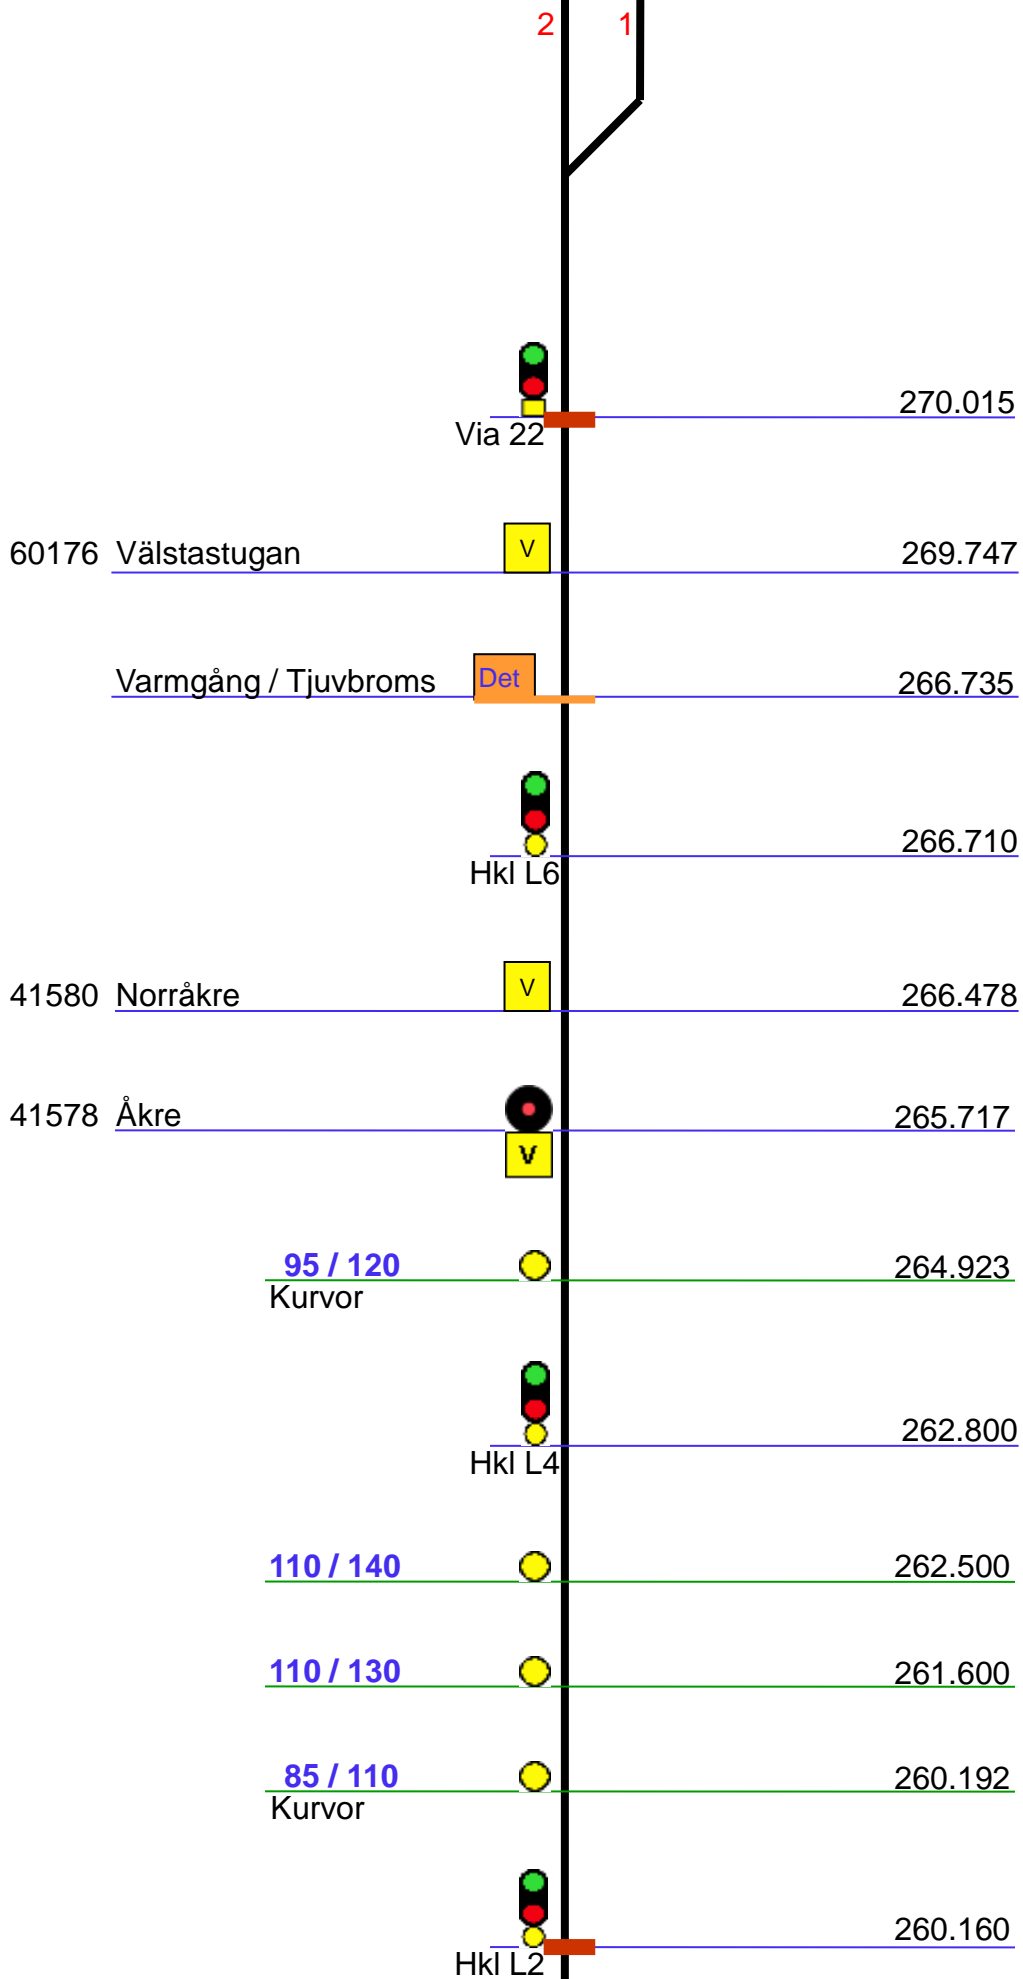 2 1
270.015
Via 22
60176 Välstastugan V 269.747
Varmgång / Tjuvbroms Det 266.735
266.710
Hkl L6
41580 Norråkre V 266.478
41578 Åkre 265.717
V
95 / 120 264.923
Kurvor
262.800
Hkl L4
110 / 140 262.500
110 / 130 261.600
85 / 110 260.192
Kurvor
260.160
Hkl L2